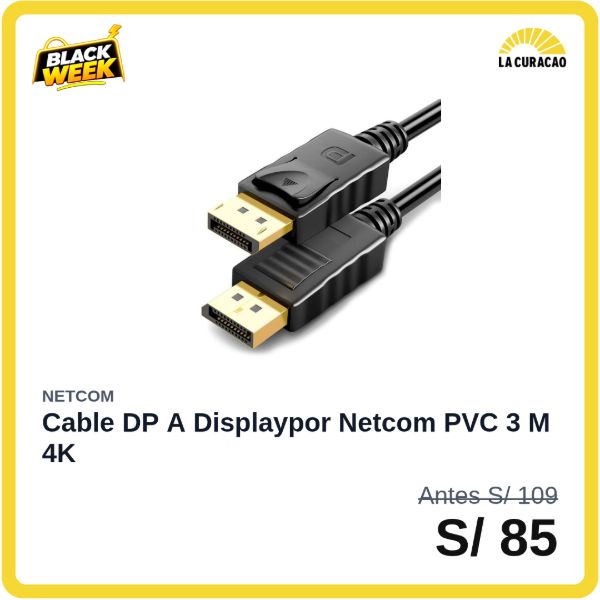 BLACK
WEEK
LA CURACAO
NETCOM
Cable DP A Displaypor Netcom PVC 3 M
4K
Antes S/ 109
S/ 85